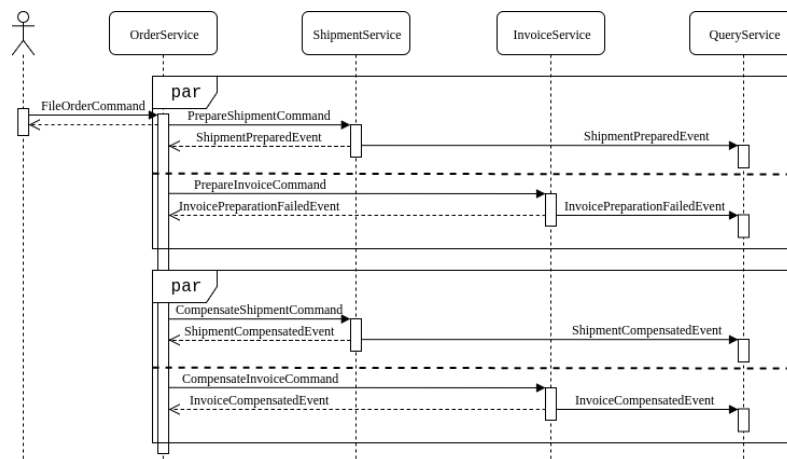 OrderService
ShipmentService
InvoiceService
QueryService
par
FileOrderCommand
PrepareShipmentCommand
ShipmentPreparedEvent
ShipmentPreparedEvent
PrepareInvoiceCommand
InvoicePreparationFailedEvent
InvoicePreparationFailedEvent
par
CompensateShipmentCommand
ShipmentCompensatedEvent
ShipmentCompensatedEvent
CompensateInvoiceCommand
InvoiceCompensatedEvent
InvoiceCompensatedEvent